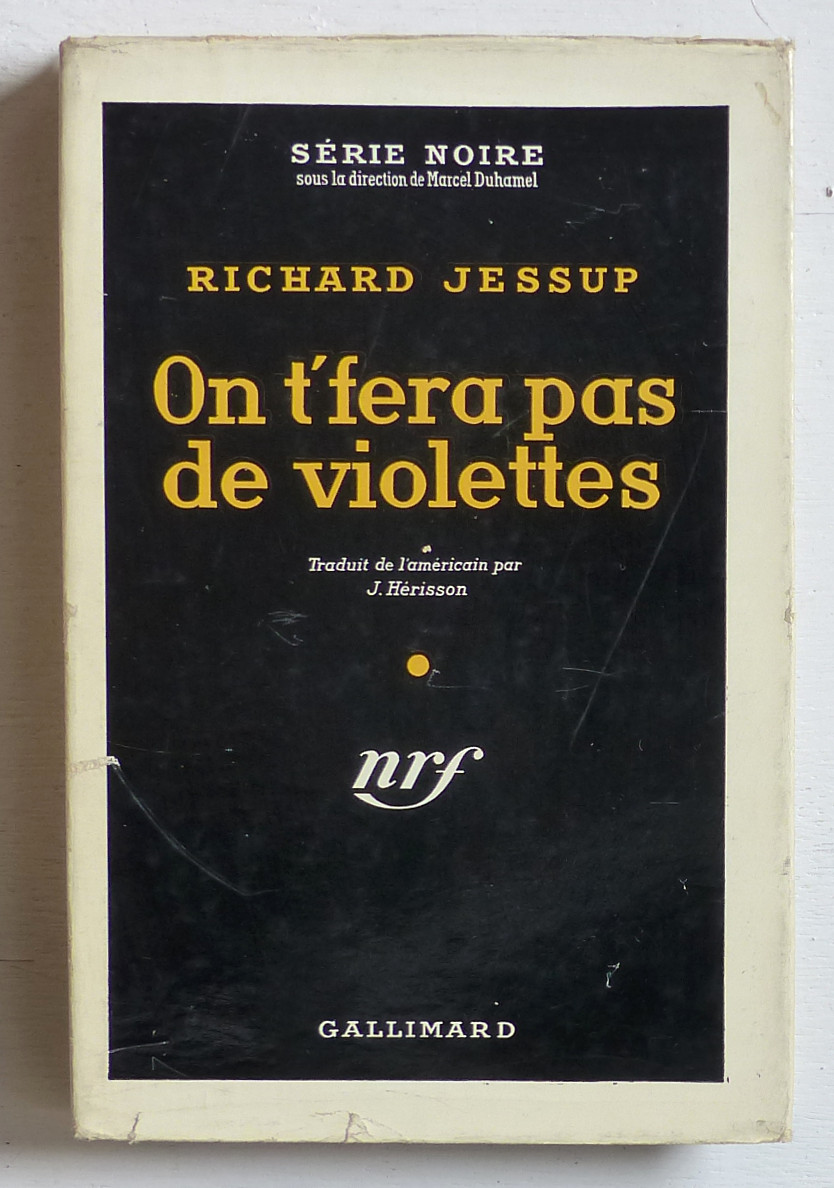 SÉRIE NOIRE
sous la direction de Marcel Duhamel
RICHARD JESSUP
On t'fera pas
de violettes
Traduit de l'américain par
J. Hérisson
nrf
GALLIMARD